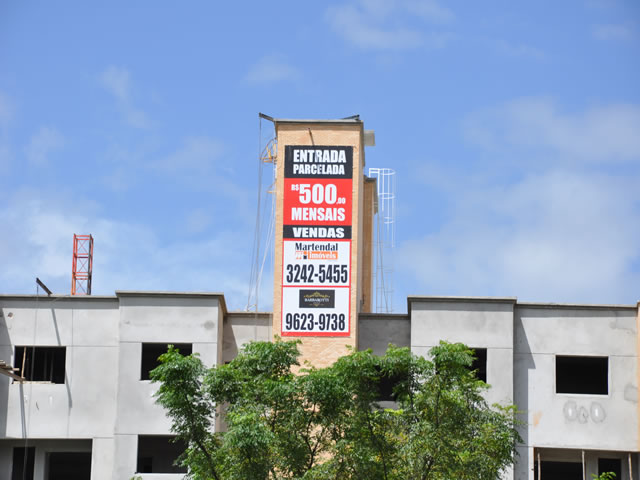 ENTRADA
PARCELADA
R$500,00
MENSAIS
VENDAS
Martendal
imóveis
3242-5455
9623-9738